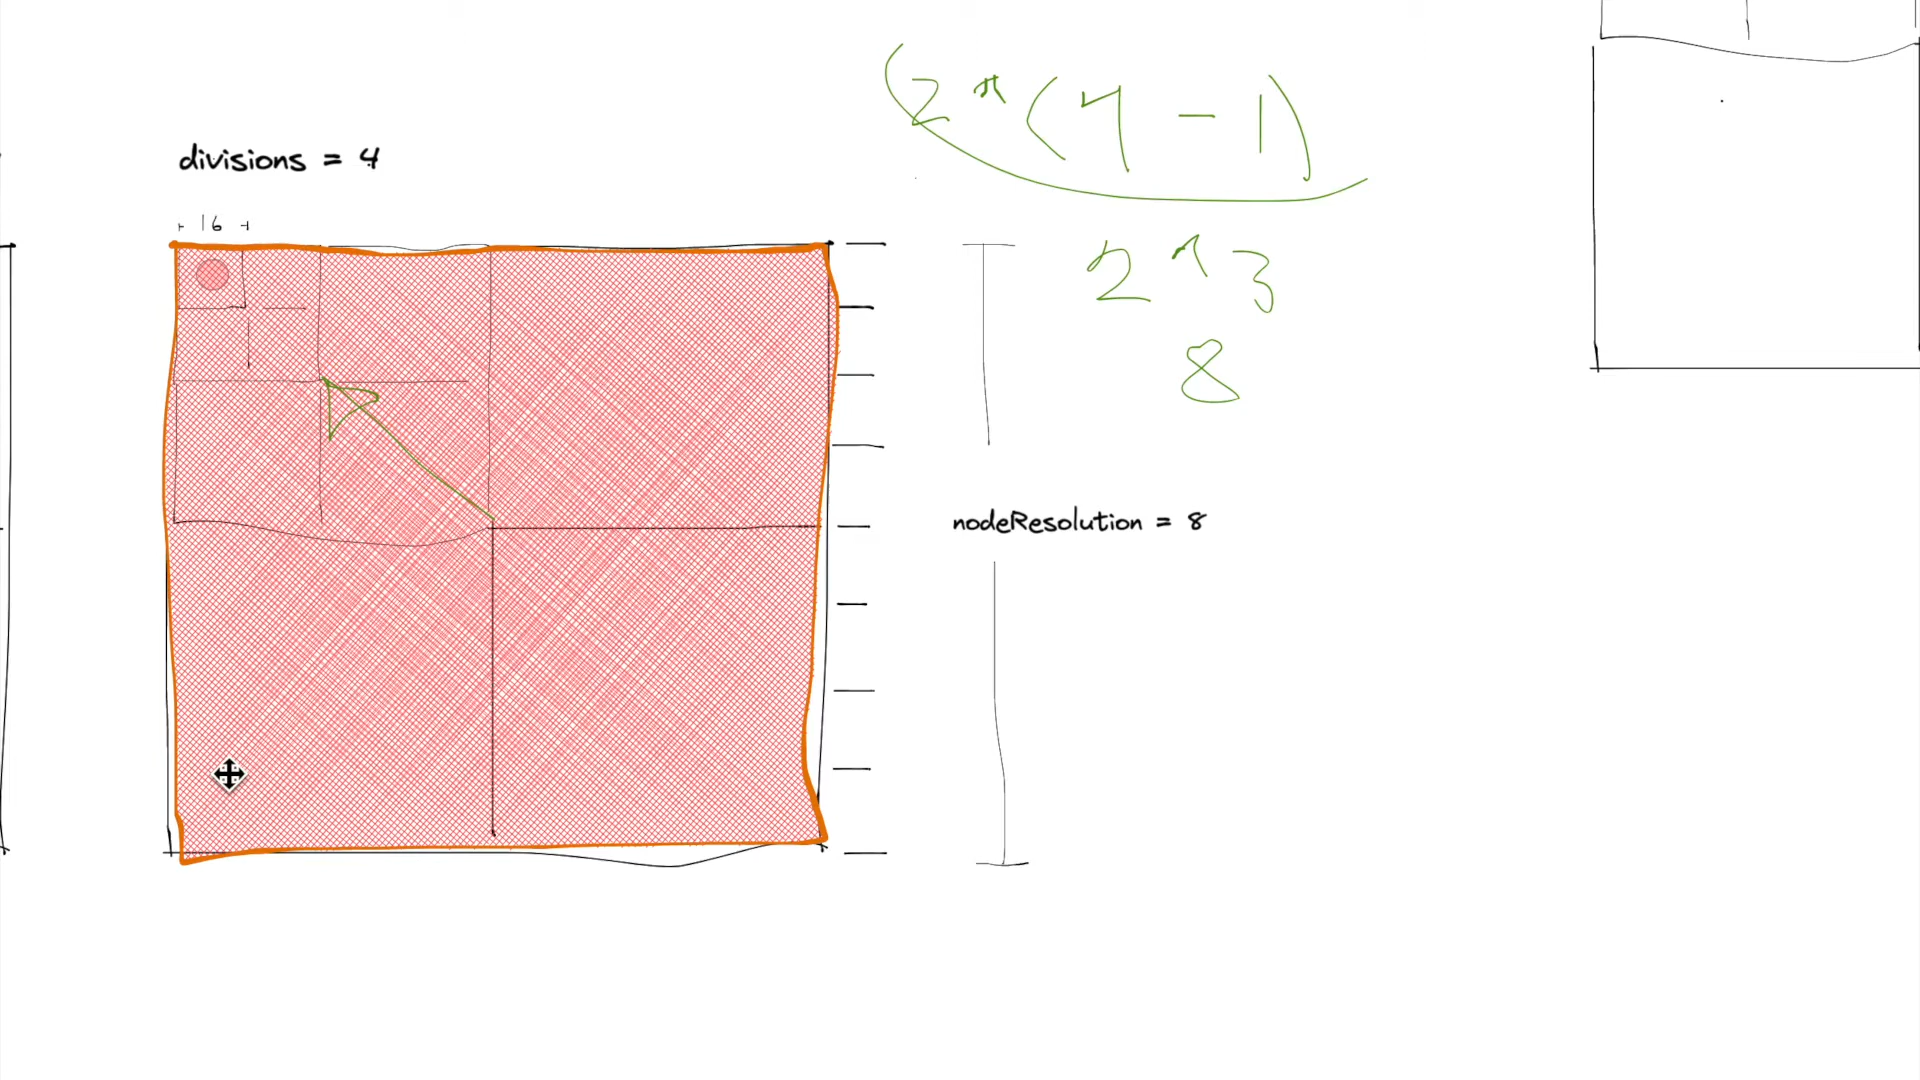 (2^(4-1)
divisions = 4
16
2^3
8
nodeResolution = 8